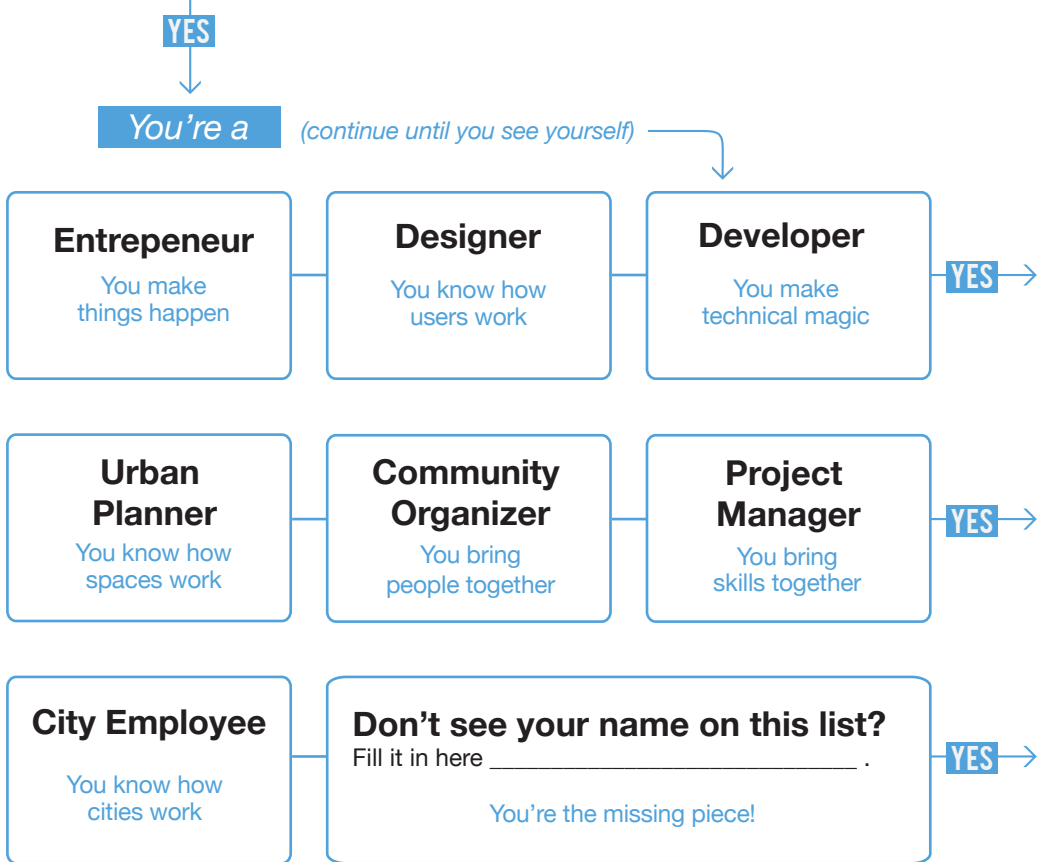 YES
You're a (continue until you see yourself)
Entrepeneur
You make
things happen
Designer
You know how
users work
Developer
You make
technical magic
YES
Urban
Planner
You know how
spaces work
Community
Organizer
You bring
people together
Project
Manager
You bring
skills together
YES
City Employee
You know how
cities work
Don't see your name on this list?
Fill it in here ______________________________ .
You're the missing piece!
YES